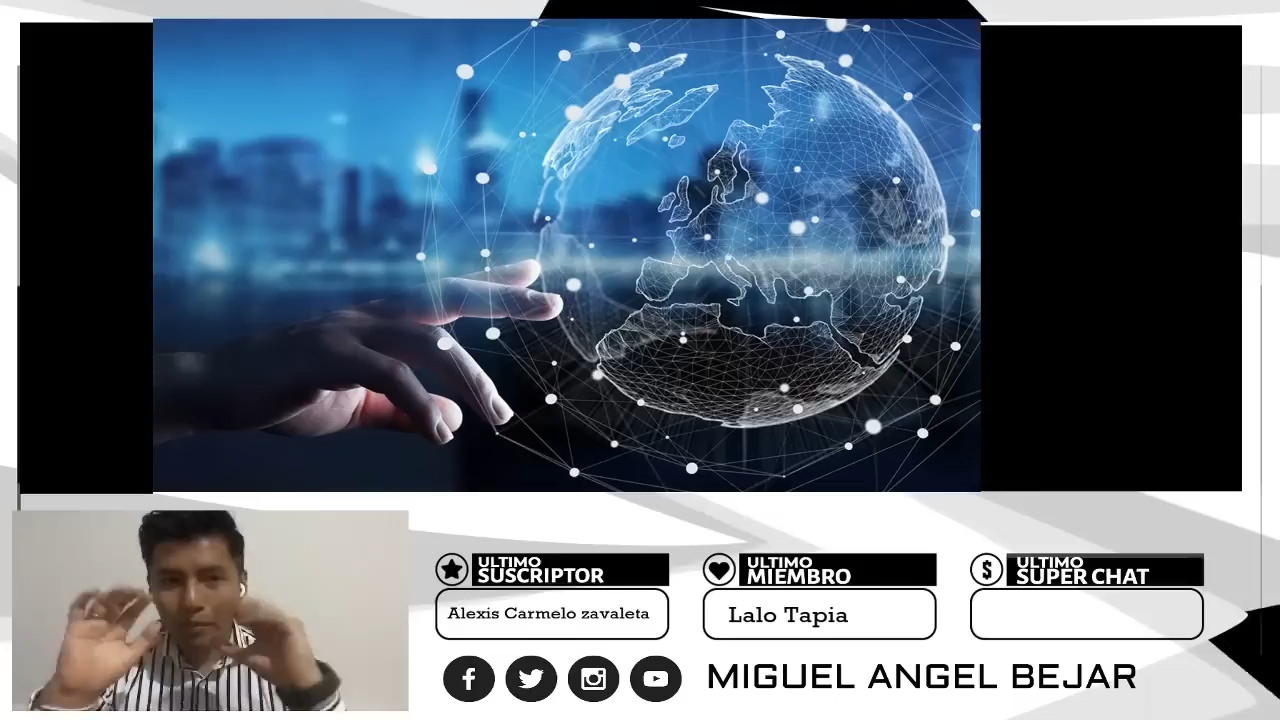 ULTIMO
SUSCRIPTOR
Alexis Carmelo zavaleta
ULTIMO
MIEMBRO
Lalo Tapia
$
ULTIMO
SUPER CHAT
MIGUEL ANGEL BEJAR